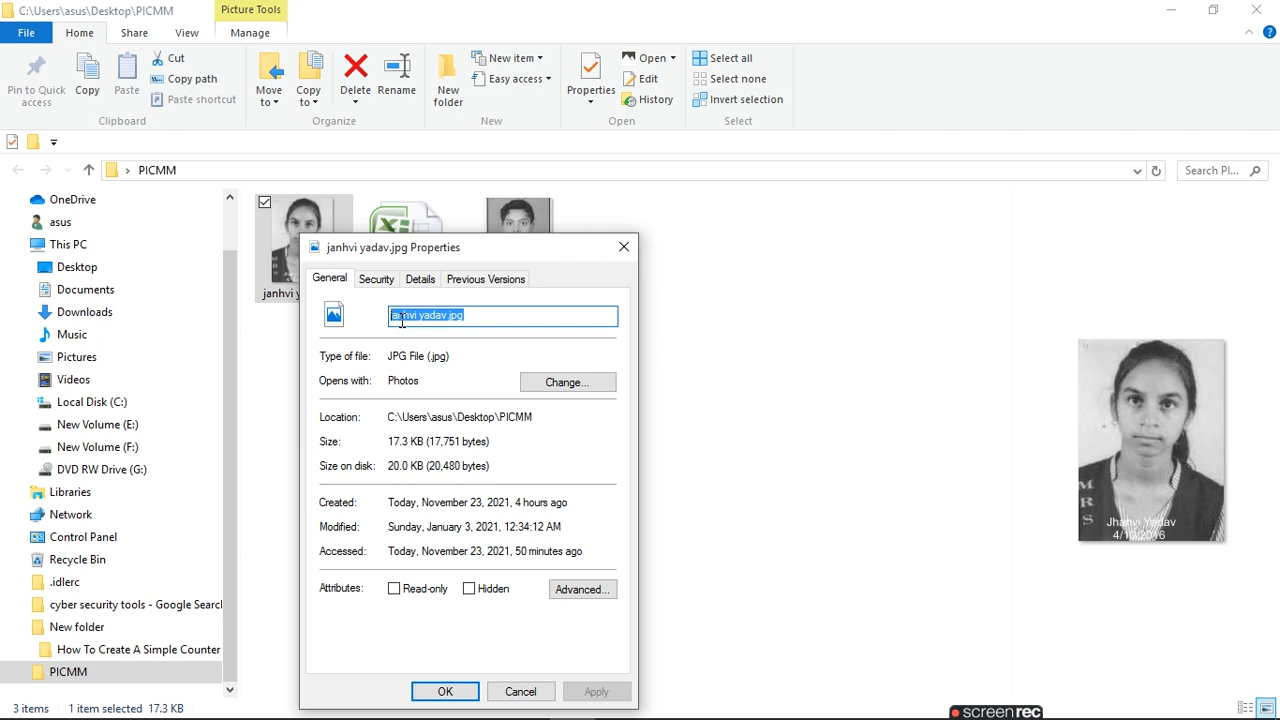 C:\Users\asus\Desktop\PICMM
Picture Tools
File
Home
Share
View
Manage
Pin to Quick
access
Copy
Paste
Cut
Copy path
Paste shortcut
Move
to
Copy
to
Delete
Rename
New
folder
New item
Easy access
Properties
Open
Edit
History
Select all
Select none
Invert selection
Clipboard
Organize
New
Open
Select
PICMM
Search PI...
OneDrive
asus
This PC
Desktop
Documents
Downloads
Music
Pictures
Videos
Local Disk (C:)
New Volume (E:)
New Volume (F:)
DVD RW Drive (G:)
Libraries
Network
Control Panel
Recycle Bin
.idlerc
cyber security tools - Google Searc
New folder
How To Create A Simple Counter
PICMM
janhvi y
janhvi yadav.jpg Properties
General
Security
Details
Previous Versions
janhvi yadav.jpg
Type of file: JPG File (.jpg)
Opens with: Photos
Change...
Location: C:\Users\asus\Desktop\PICMM
Size: 17.3 KB (17,751 bytes)
Size on disk: 20.0 KB (20,480 bytes)
Created: Today, November 23, 2021, 4 hours ago
Modified: Sunday, January 3, 2021, 12:34:12 AM
Accessed: Today, November 23, 2021, 50 minutes ago
Attributes: Read-only Hidden
Advanced...
OK
Cancel
Apply
M
R
S
Jhanvi Yadav
3 items 1 item selected 17.3 KB
screenrec